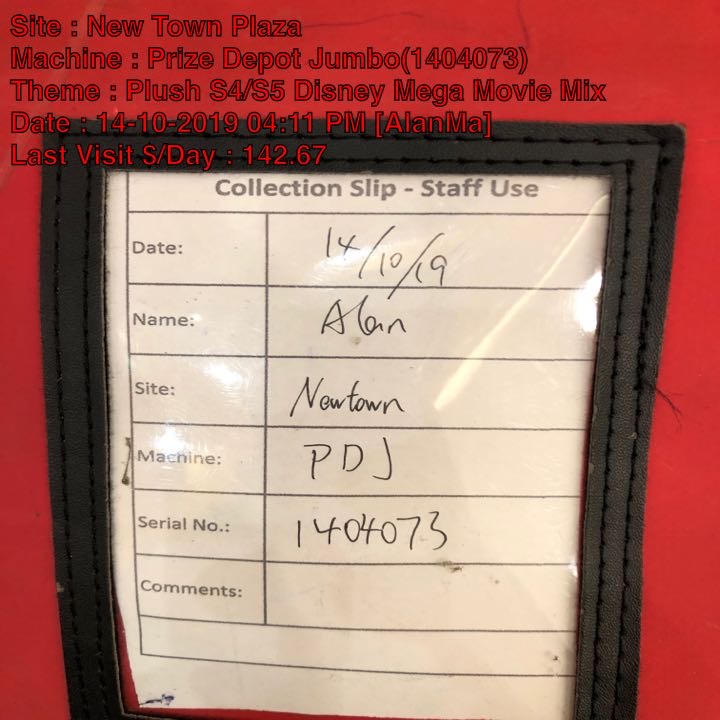 Site : New Town Plaza
Machine : Prize Depot Jumbo(1404073)
Theme : Plush S4/S5 Disney Mega Movie Mix
Date : 14-10-2019 04:11 PM [AlanMa]
Last Visit $/Day : 142.67
Collection Slip - Staff Use
Date: 14/10/19
Name: Alan
Site: Newtown
Machine: PDJ
Serial No.: 1404073
Comments: